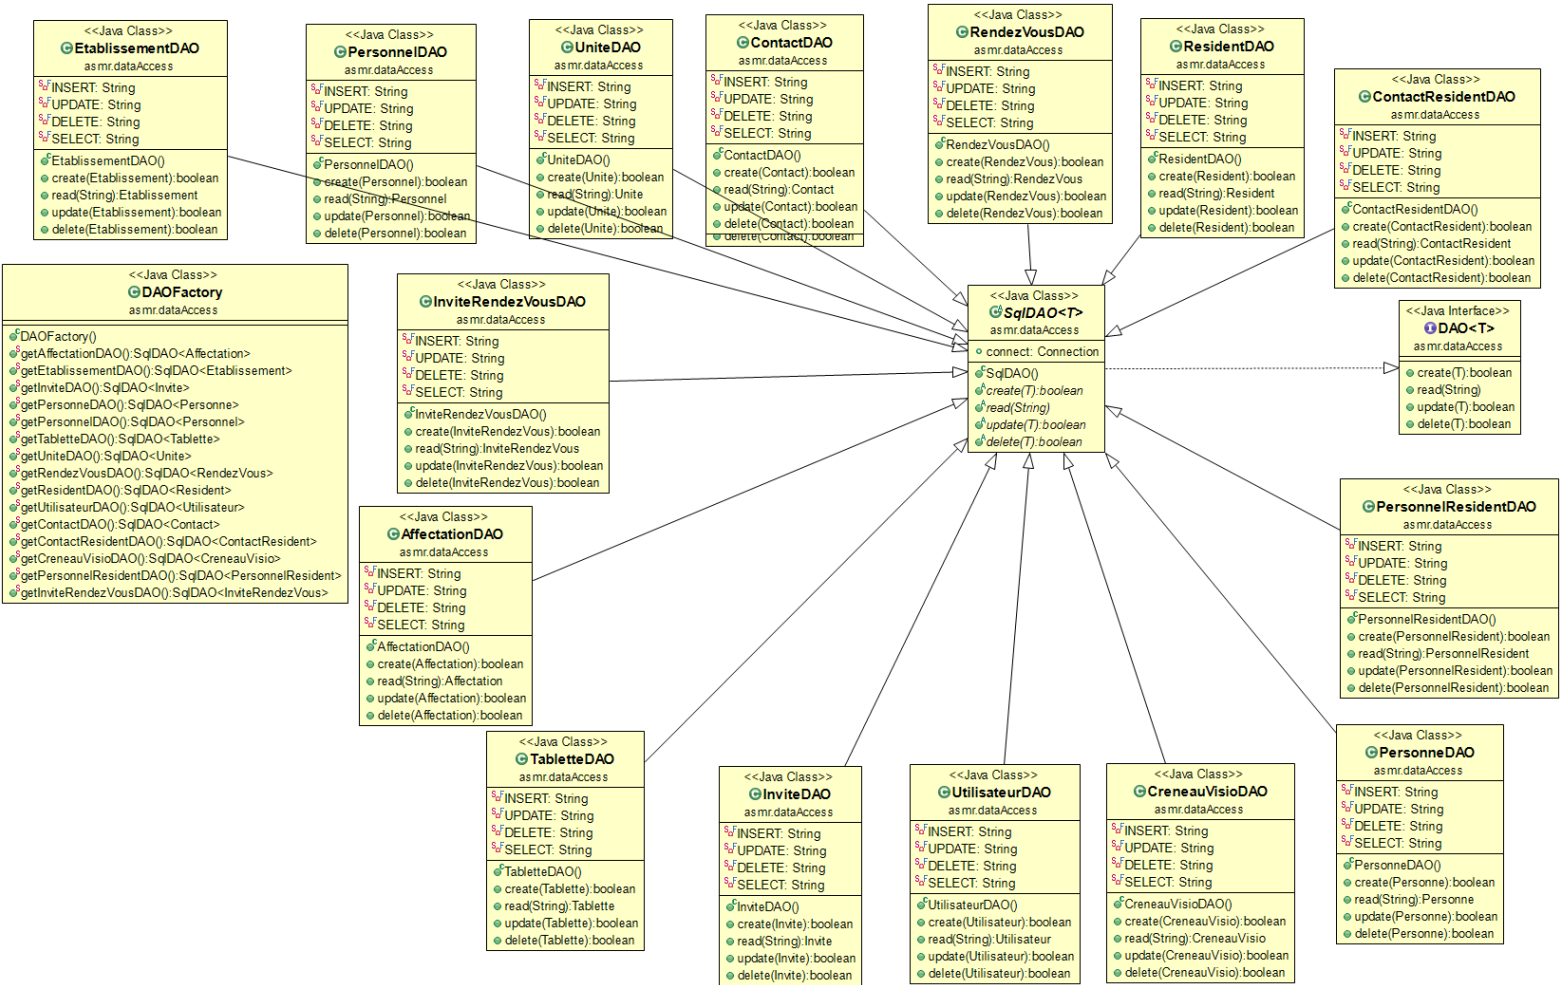 <<Java Class>>
EtablissementDAO
asmr.dataAccess
INSERT: String
UPDATE: String
DELETE: String
SELECT: String
EtablissementDAO()
create(Etablissement):boolean
read(String):Etablissement
update(Etablissement):boolean
delete(Etablissement):boolean
<<Java Class>>
PersonnelDAO
asmr.dataAccess
INSERT: String
UPDATE: String
DELETE: String
SELECT: String
PersonnelDAO()
create(Personnel):boolean
read(String):Personnel
update(Personnel):boolean
delete(Personnel):boolean
<<Java Class>>
UniteDAO
asmr.dataAccess
INSERT: String
UPDATE: String
DELETE: String
SELECT: String
UniteDAO()
create(Unite):boolean
read(String):Unite
update(Unite):boolean
delete(Unite):boolean
<<Java Class>>
ContactDAO
asmr.dataAccess
INSERT: String
UPDATE: String
DELETE: String
SELECT: String
ContactDAO()
create(Contact):boolean
read(String):Contact
update(Contact):boolean
delete(Contact):boolean
delete(Contact):boolean
<<Java Class>>
RendezVousDAO
asmr.dataAccess
INSERT: String
UPDATE: String
DELETE: String
SELECT: String
RendezVousDAO()
create(RendezVous):boolean
read(String):RendezVous
update(RendezVous):boolean
delete(RendezVous):boolean
<<Java Class>>
ResidentDAO
asmr.dataAccess
INSERT: String
UPDATE: String
DELETE: String
SELECT: String
ResidentDAO()
create(Resident):boolean
read(String):Resident
update(Resident):boolean
delete(Resident):boolean
<<Java Class>>
ContactResidentDAO
asmr.dataAccess
INSERT: String
UPDATE: String
DELETE: String
SELECT: String
ContactResidentDAO()
create(ContactResident):boolean
read(String):ContactResident
update(ContactResident):boolean
delete(ContactResident):boolean
<<Java Class>>
DAOFactory
asmr.dataAccess
DAOFactory()
getAffectationDAO():SqlDAO<Affectation>
getEtablissementDAO():SqlDAO<Etablissement>
getInviteDAO():SqlDAO<Invite>
getPersonneDAO():SqlDAO<Personne>
getPersonnelDAO():SqlDAO<Personnel>
getTabletteDAO():SqlDAO<Tablette>
getUniteDAO():SqlDAO<Unite>
getRendezVousDAO():SqlDAO<RendezVous>
getResidentDAO():SqlDAO<Resident>
getUtilisateurDAO():SqlDAO<Utilisateur>
getContactDAO():SqlDAO<Contact>
getContactResidentDAO():SqlDAO<ContactResident>
getCreneauVisioDAO():SqlDAO<CreneauVisio>
getPersonnelResidentDAO():SqlDAO<PersonnelResident>
getInviteRendezVousDAO():SqlDAO<InviteRendezVous>
<<Java Class>>
InviteRendezVousDAO
asmr.dataAccess
INSERT: String
UPDATE: String
DELETE: String
SELECT: String
InviteRendezVousDAO()
create(InviteRendezVous):boolean
read(String):InviteRendezVous
update(InviteRendezVous):boolean
delete(InviteRendezVous):boolean
<<Java Class>>
SqlDAO<T>
asmr.dataAccess
connect: Connection
SqlDAO()
create(T):boolean
read(String)
update(T):boolean
delete(T):boolean
<<Java Interface>>
DAO<T>
asmr.dataAccess
create(T):boolean
read(String)
update(T):boolean
delete(T):boolean
<<Java Class>>
AffectationDAO
asmr.dataAccess
INSERT: String
UPDATE: String
DELETE: String
SELECT: String
AffectationDAO()
create(Affectation):boolean
read(String):Affectation
update(Affectation):boolean
delete(Affectation):boolean
<<Java Class>>
PersonnelResidentDAO
asmr.dataAccess
INSERT: String
UPDATE: String
DELETE: String
SELECT: String
PersonnelResidentDAO()
create(PersonnelResident):boolean
read(String):PersonnelResident
update(PersonnelResident):boolean
delete(PersonnelResident):boolean
<<Java Class>>
TabletteDAO
asmr.dataAccess
INSERT: String
UPDATE: String
DELETE: String
SELECT: String
TabletteDAO()
create(Tablette):boolean
read(String):Tablette
update(Tablette):boolean
delete(Tablette):boolean
<<Java Class>>
InviteDAO
asmr.dataAccess
INSERT: String
UPDATE: String
DELETE: String
SELECT: String
InviteDAO()
create(Invite):boolean
read(String):Invite
update(Invite):boolean
delete(Invite):boolean
<<Java Class>>
UtilisateurDAO
asmr.dataAccess
INSERT: String
UPDATE: String
DELETE: String
SELECT: String
UtilisateurDAO()
create(Utilisateur):boolean
read(String):Utilisateur
update(Utilisateur):boolean
delete(Utilisateur):boolean
<<Java Class>>
CreneauVisioDAO
asmr.dataAccess
INSERT: String
UPDATE: String
DELETE: String
SELECT: String
CreneauVisioDAO()
create(CreneauVisio):boolean
read(String):CreneauVisio
update(CreneauVisio):boolean
delete(CreneauVisio):boolean
<<Java Class>>
PersonneDAO
asmr.dataAccess
INSERT: String
UPDATE: String
DELETE: String
SELECT: String
PersonneDAO()
create(Personne):boolean
read(String):Personne
update(Personne):boolean
delete(Personne):boolean